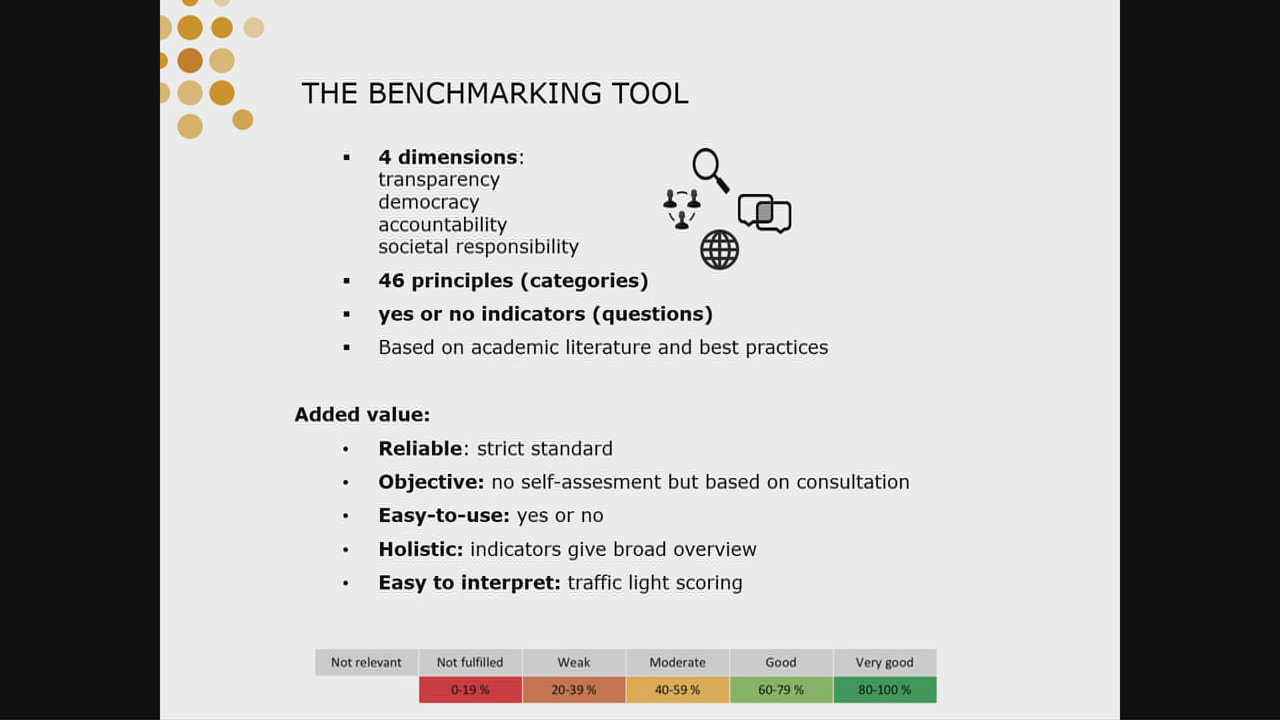 THE BENCHMARKING TOOL
▪ 4 dimensions:
transparency
democracy
accountability
societal responsibility
▪ 46 principles (categories)
▪ yes or no indicators (questions)
▪ Based on academic literature and best practices
Added value:
• Reliable: strict standard
• Objective: no self-assesment but based on consultation
• Easy-to-use: yes or no
• Holistic: indicators give broad overview
• Easy to interpret: traffic light scoring
Not relevant Not fulfilled Weak Moderate Good Very good
0-19 % 20-39 % 40-59 % 60-79 % 80-100 %